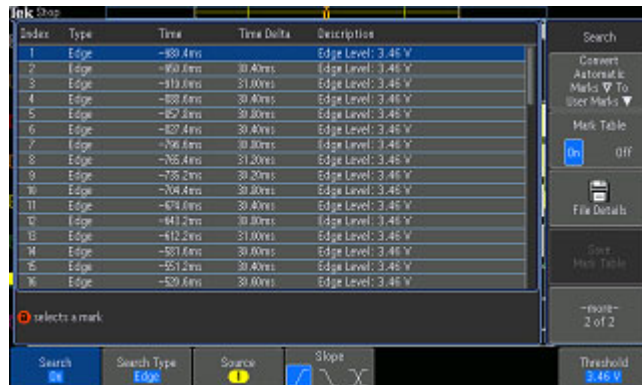 Tek Stop
Index Type Time Time Delta Description
1 Edge -980.4ms Edge Level: 3.46 V
2 Edge -950.0ms 30.40ms Edge Level: 3.46 V
3 Edge -919.0ms 31.00ms Edge Level: 3.46 V
4 Edge -888.6ms 30.40ms Edge Level: 3.46 V
5 Edge -857.8ms 30.80ms Edge Level: 3.46 V
6 Edge -827.4ms 30.40ms Edge Level: 3.46 V
7 Edge -796.6ms 30.80ms Edge Level: 3.46 V
8 Edge -765.4ms 31.20ms Edge Level: 3.46 V
9 Edge -735.2ms 30.20ms Edge Level: 3.46 V
10 Edge -704.4ms 30.80ms Edge Level: 3.46 V
11 Edge -674.0ms 30.40ms Edge Level: 3.46 V
12 Edge -643.2ms 30.80ms Edge Level: 3.46 V
13 Edge -612.2ms 31.00ms Edge Level: 3.46 V
14 Edge -581.6ms 30.60ms Edge Level: 3.46 V
15 Edge -551.2ms 30.40ms Edge Level: 3.46 V
16 Edge -520.6ms 30.60ms Edge Level: 3.46 V
a selects a mark
Search
Convert
Automatic
Marks ▽ To
User Marks ▼
Mark Table
On Off
File Details
Save
Mark Table
-more-
2 of 2
Search
On
Search Type
Edge
Source
1
Slope
Threshold
3.46 V